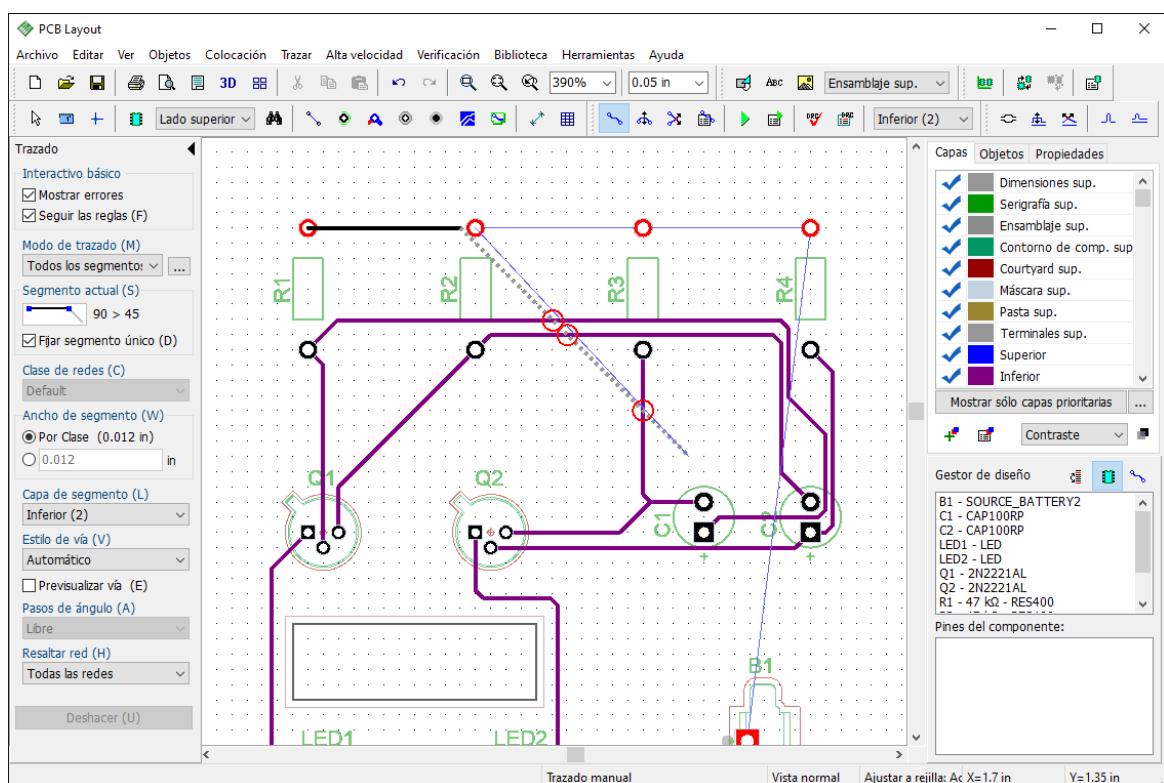 PCB Layout
Archivo Editar Ver Objetos Colocación Trazar Alta velocidad Verificación Biblioteca Herramientas Ayuda
3D 390% 0.05 in ABC Ensamblaje sup.
Lado superior DRC DRC Inferior (2)
Trazado
Interactivo básico
Mostrar errores
Seguir las reglas (F)
Modo de trazado (M)
Todos los segmentos ...
Segmento actual (S)
90 > 45
Fijar segmento único (D)
Clase de redes (C)
Default
Ancho de segmento (W)
Por Clase (0.012 in)
0.012 in
Capa de segmento (L)
Inferior (2)
Estilo de vía (V)
Automático
Previsualizar vía (E)
Pasos de ángulo (A)
Libre
Resaltar red (H)
Todas las redes
Deshacer (U)
R1 R2 R3 R4
Q1 Q2
C1 C2
+ +
B1
LED1 LED2
Capas Objetos Propiedades
Dimensiones sup.
Serigrafía sup.
Ensamblaje sup.
Contorno de comp. sup
Courtyard sup.
Máscara sup.
Pasta sup.
Terminales sup.
Superior
Inferior
Mostrar sólo capas prioritarias ...
Contraste
Gestor de diseño
B1 - SOURCE_BATTERY2
C1 - CAP100RP
C2 - CAP100RP
LED1 - LED
LED2 - LED
Q1 - 2N2221AL
Q2 - 2N2221AL
R1 - 47 kΩ - RES400
Pines del componente:
Trazado manual Vista normal Ajustar a rejilla: Ac X=1.7 in Y=1.35 in